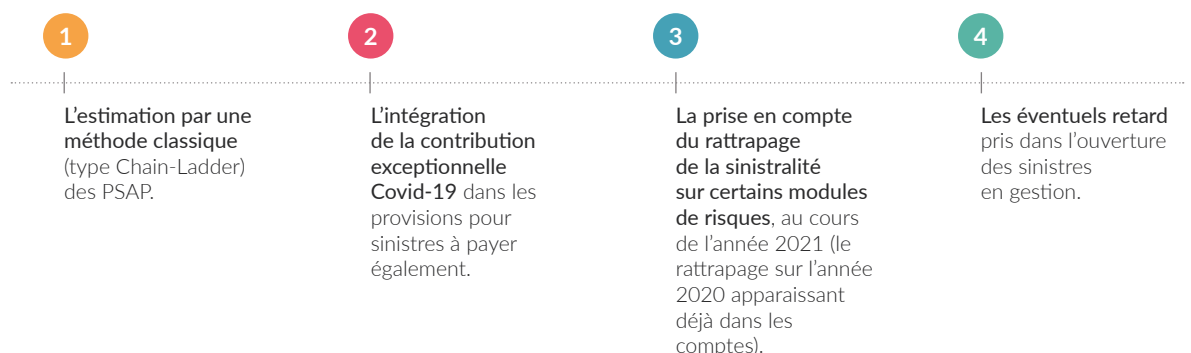 1
L'estimation par une
méthode classique
(type Chain-Ladder)
des PSAP.
2
L'intégration
de la contribution
exceptionnelle
Covid-19 dans les
provisions pour
sinistres à payer
également.
3
La prise en compte
du rattrapage
de la sinistralité
sur certains modules
de risques, au cours
de l'année 2021 (le
rattrapage sur l'année
2020 apparaissant
déjà dans les
comptes).
4
Les éventuels retard
pris dans l'ouverture
des sinistres
en gestion.